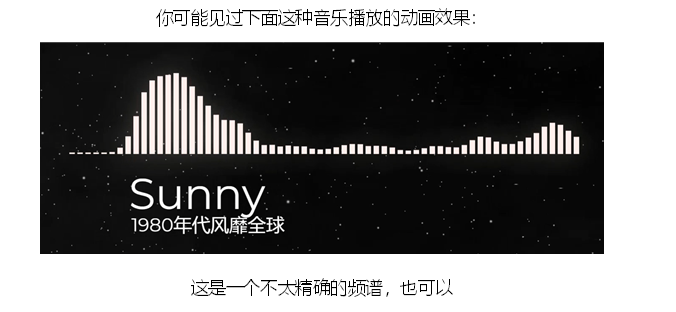 你可能见过下面这种音乐播放的动画效果：
Sunny
1980年代风靡全球
这是一个不太精确的频谱，也可以